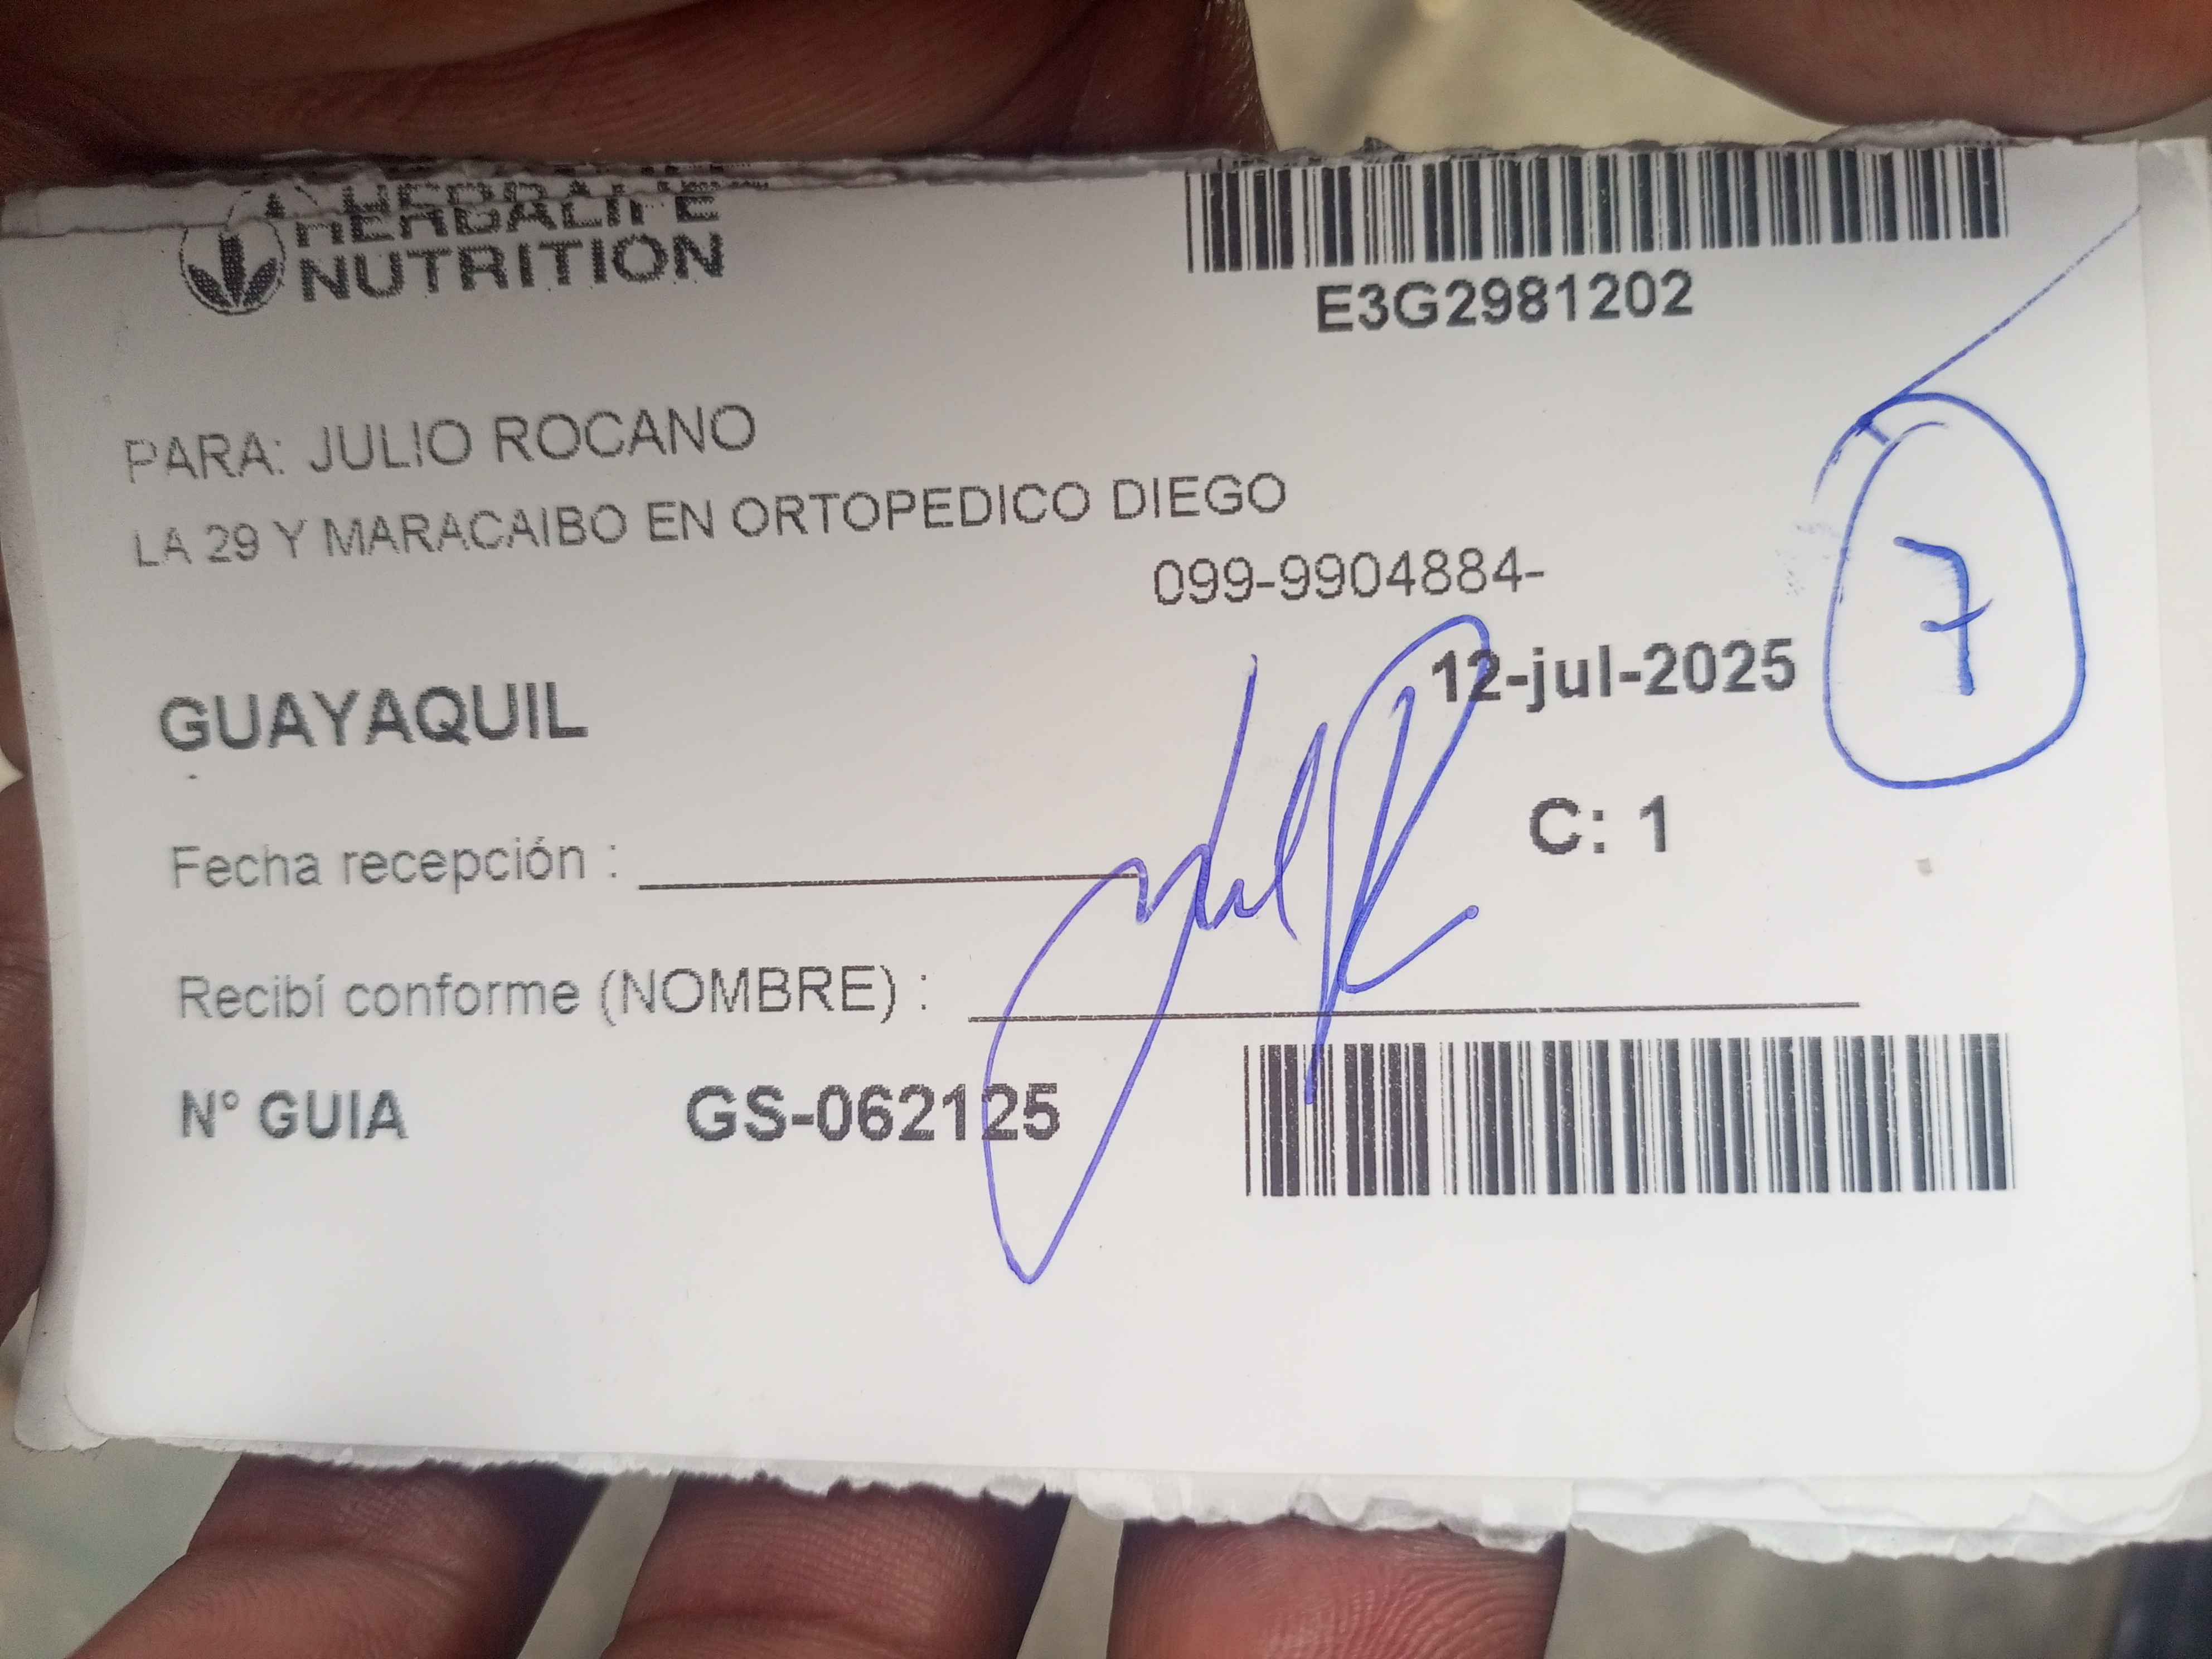 HERBALIFE
NUTRITION
E3G2981202
PARA: JULIO ROCANO
LA 29 Y MARACAIBO EN ORTOPEDICO DIEGO
099-9904884-
12-jul-2025
7
GUAYAQUIL
C: 1
Fecha recepción :
Recibí conforme (NOMBRE) :
N° GUIA GS-062125